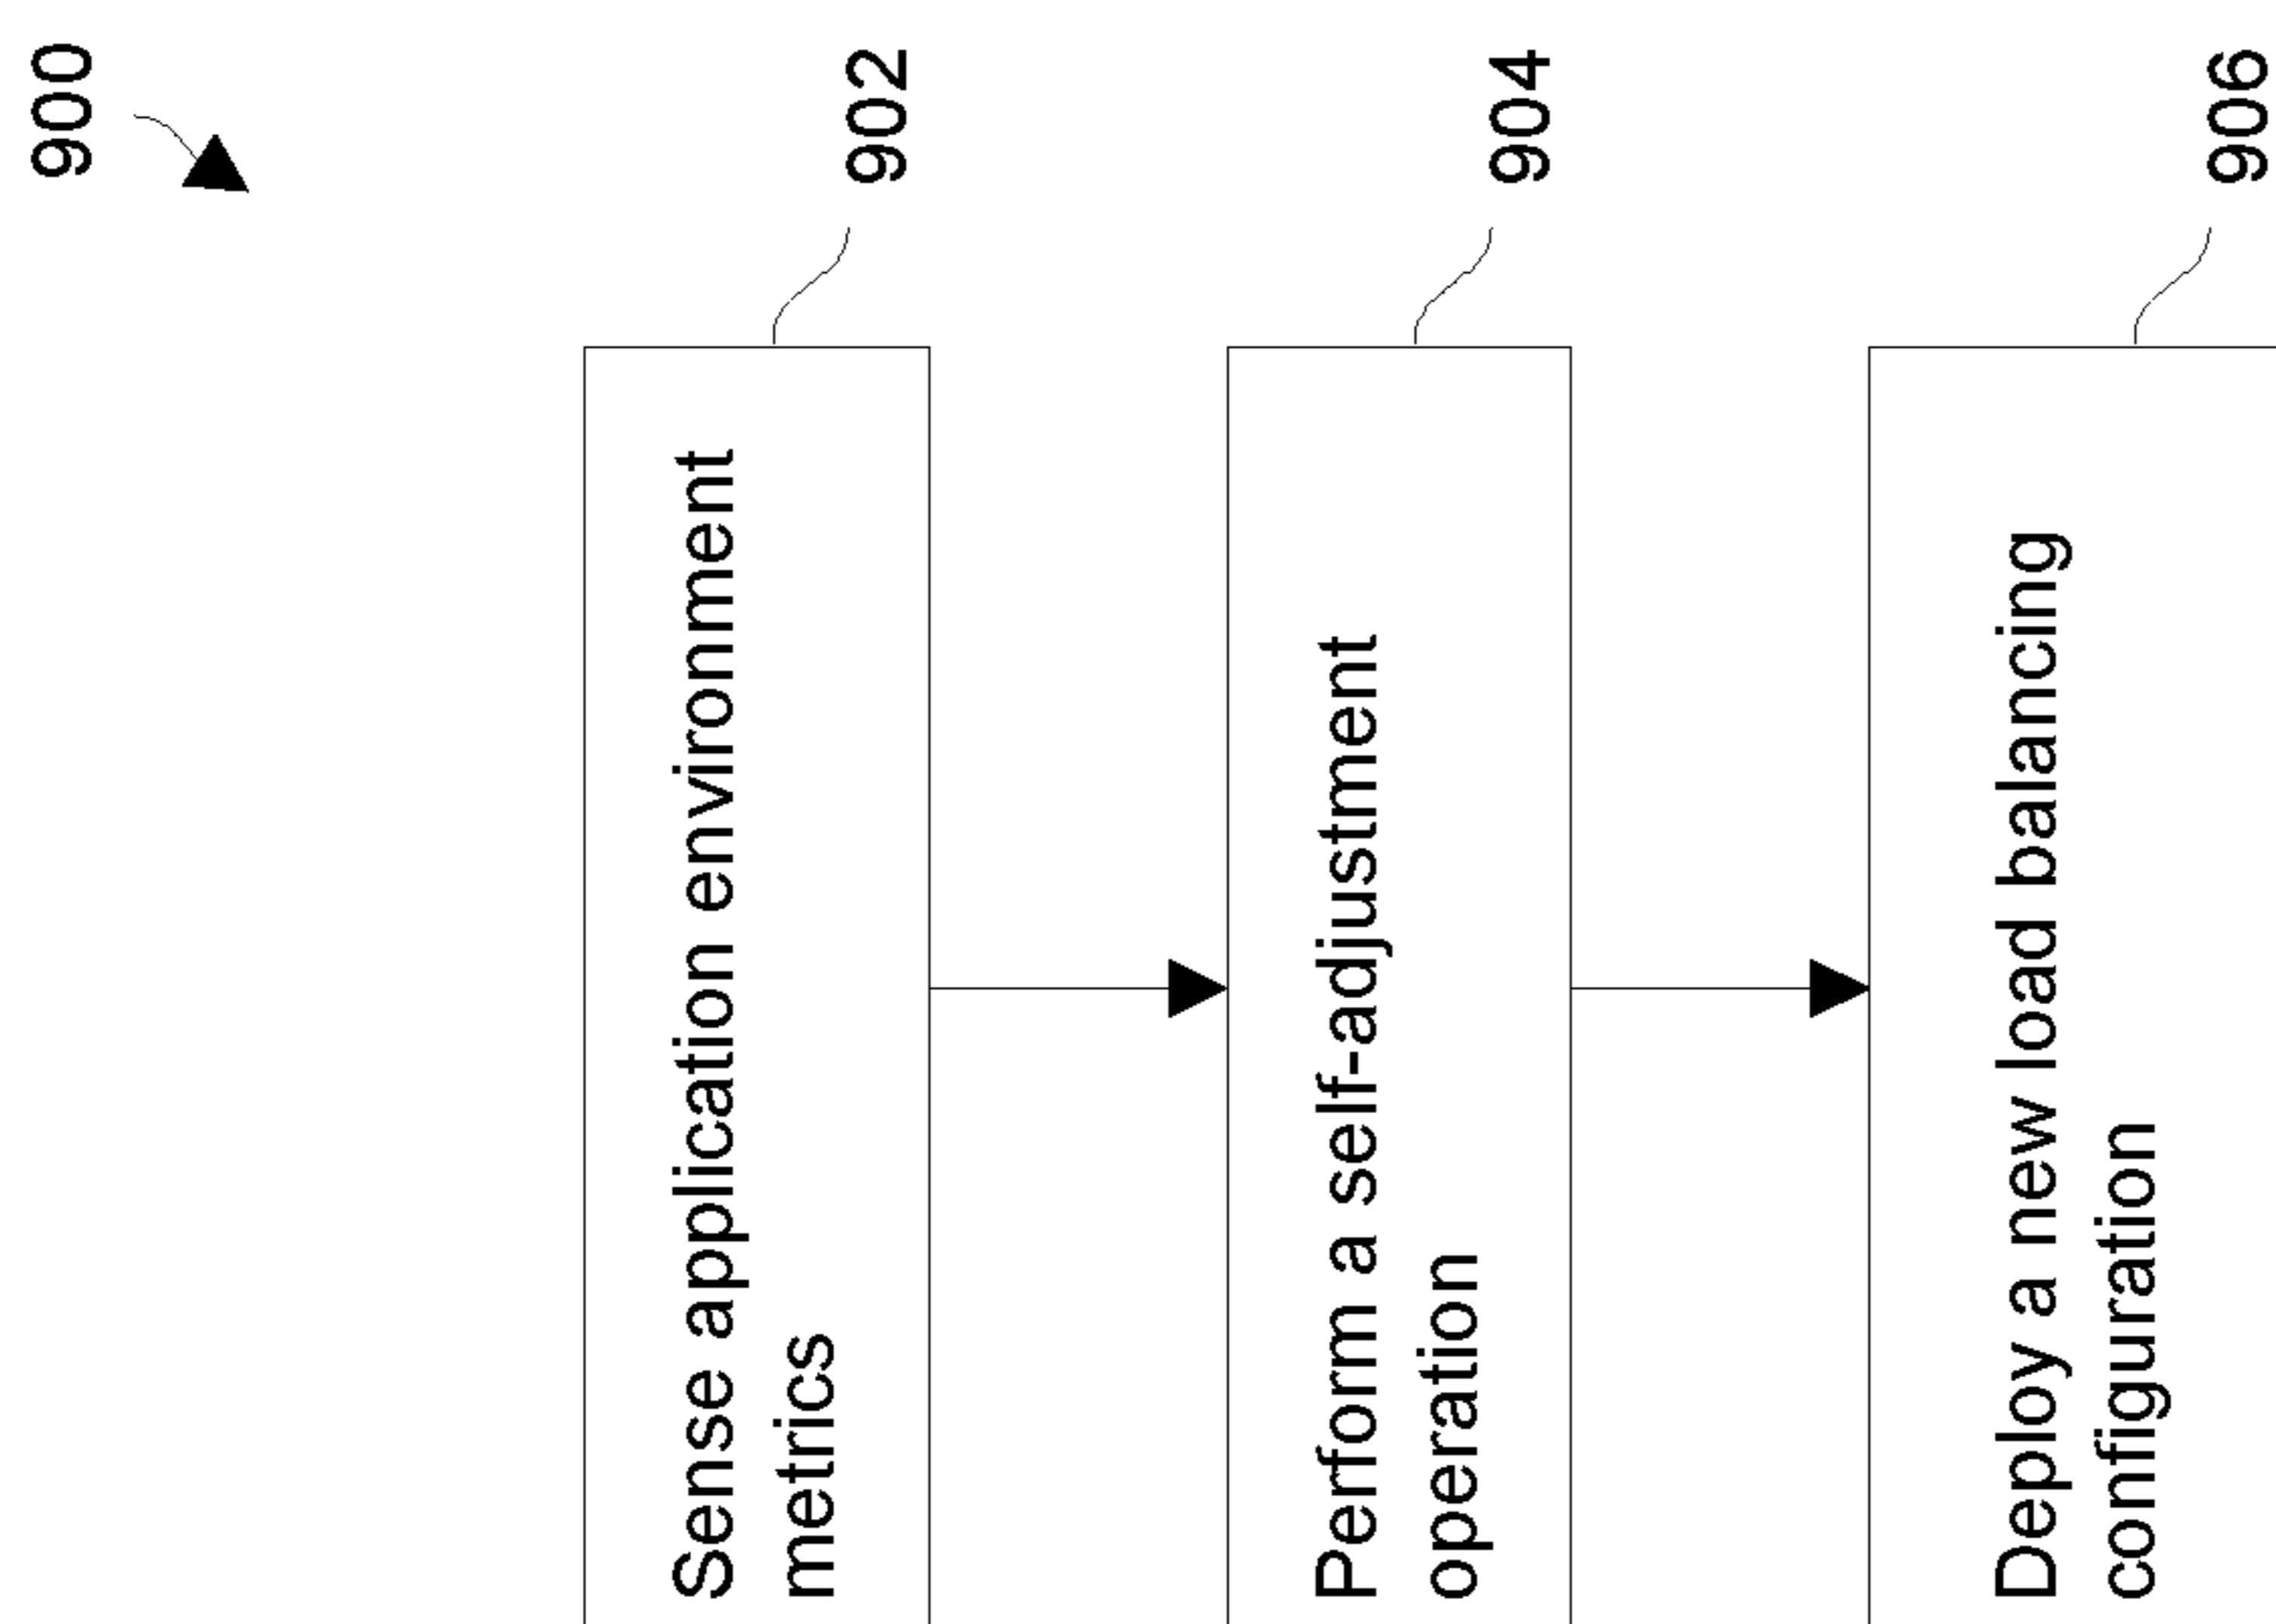 900
Sense application environment
metrics
902
Perform a self-adjustment
operation
904
Deploy a new load balancing
configuration
906